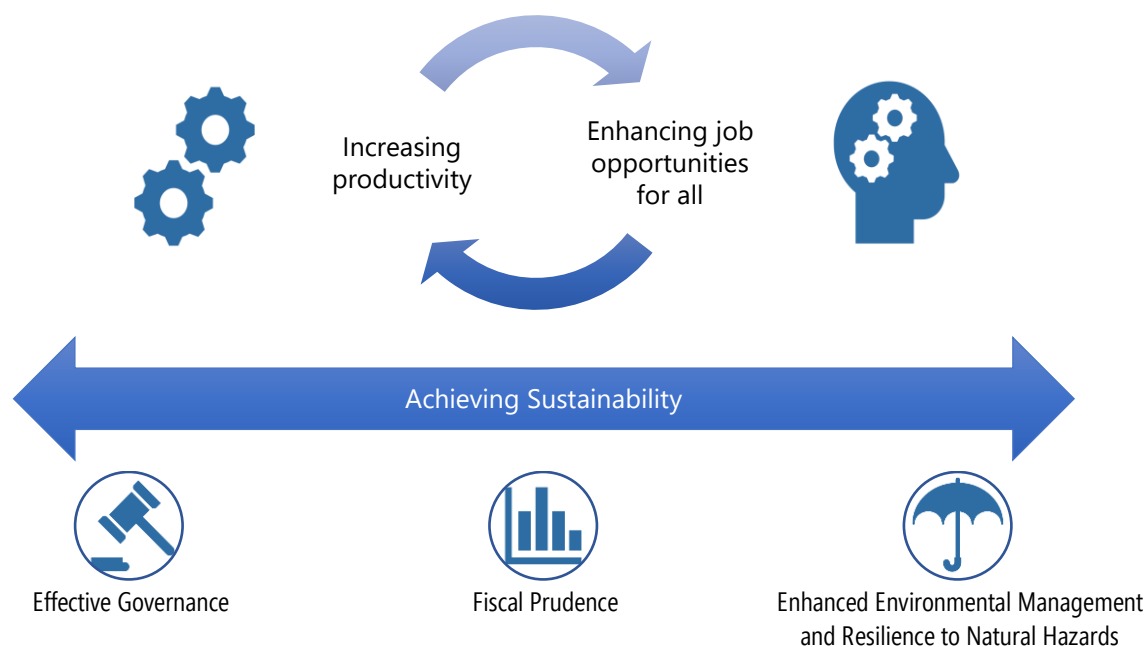 Increasing
productivity
Enhancing job
opportunities
for all
Achieving Sustainability
Effective Governance
Fiscal Prudence
Enhanced Environmental Management
and Resilience to Natural Hazards